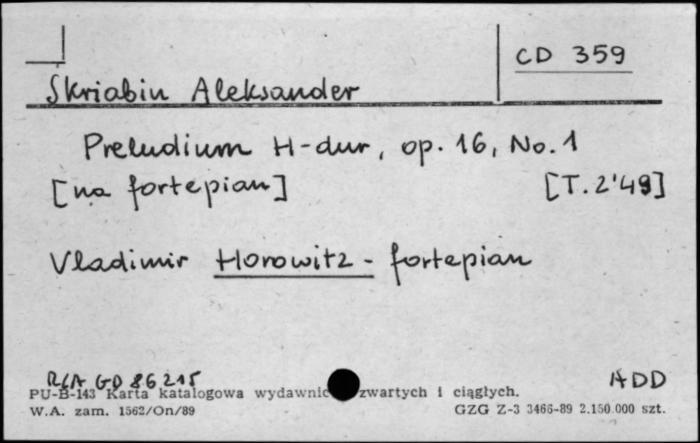 CD 359
Skriabin Aleksander
Preludium H-dur, op. 16, No. 1
[na fortepian] [T. 2'49]
Vladimir Horowitz - fortepian
RCA GD 86215 ADD
PU-B-143 Karta katalogowa wydawnic zwartych i ciągłych.
W.A. zam. 1562/On/89 GZG Z-3 3466-89 2.150.000 szt.